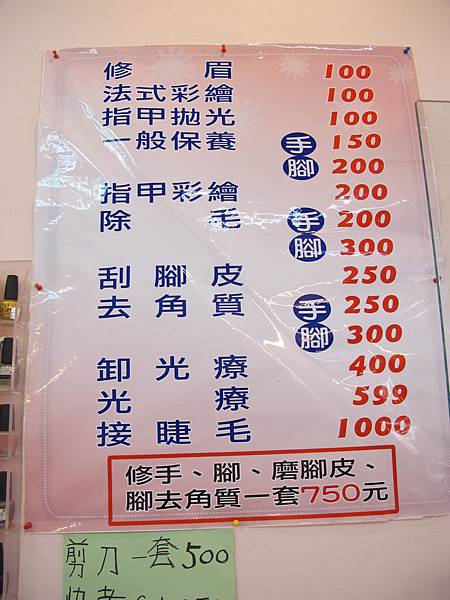 修眉 100
法式彩繪 100
指甲拋光 100
一般保養 手 150
腳 200
指甲彩繪 200
除毛 手 200
腳 300
刮腳皮 250
去角質 手 250
腳 300
卸光療 400
光療 599
接睫毛 1000
修手、腳、磨腳皮、
腳去角質一套750元
剪刀一套500